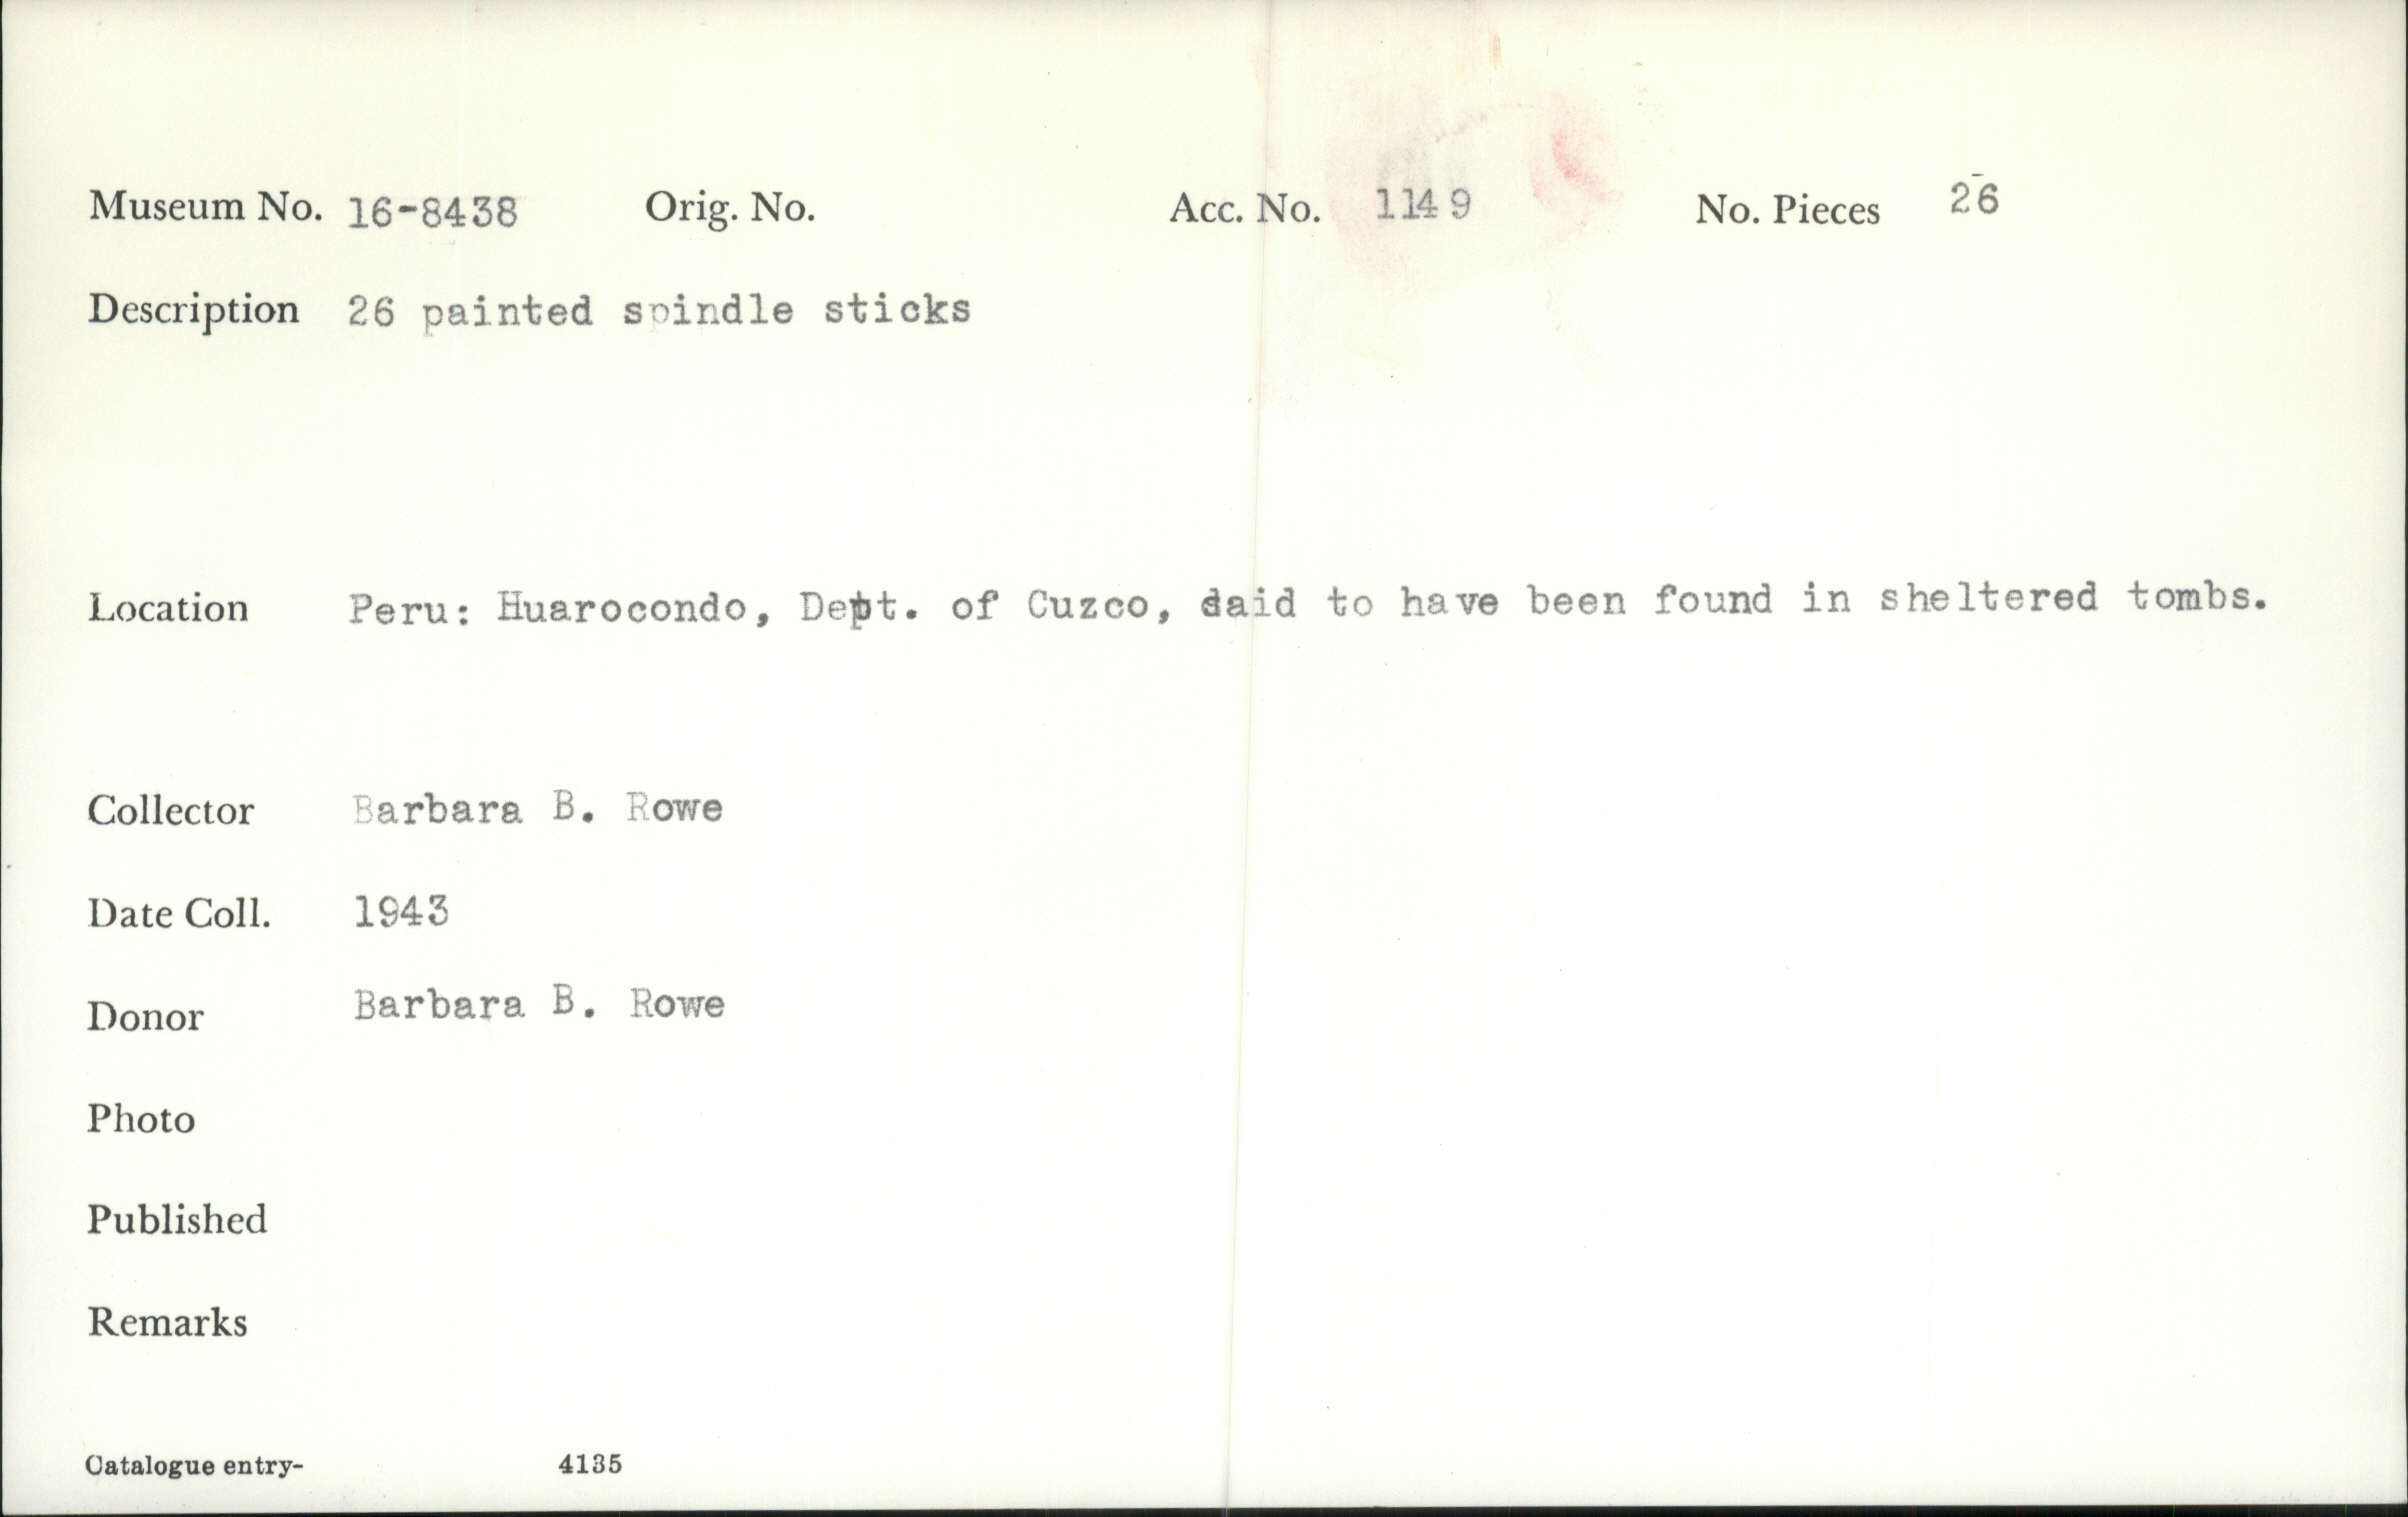 Museum No. 16-8438 Orig. No. Acc. No. 1149 No. Pieces 26
Description 26 painted spindle sticks
Location Peru: Huarocondo, Dept. of Cuzco, daid to have been found in sheltered tombs.
Collector Barbara B. Rowe
Date Coll. 1943
Donor Barbara B. Rowe
Photo
Published
Remarks
Catalogue entry- 4135